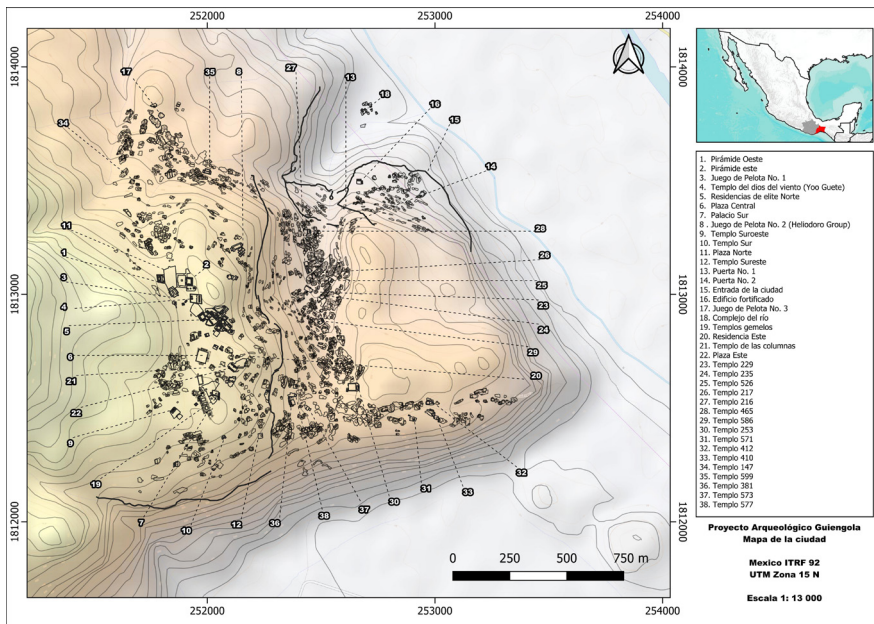 252000
253000
254000
1814000
1814000
17
35
8
27
13
18
16
15
34
14
11
28
1
26
2
3
25
1813000
1813000
4
23
24
5
29
6
20
21
22
9
19
32
31
33
30
7
10
12
36
38
37
1812000
1812000
0 250 500 750 m
252000
253000
254000
1. Pirámide Oeste
2. Pirámide este
3. Juego de Pelota No. 1
4. Templo del dios del viento (Yoo Guete)
5. Residencias de elite Norte
6. Plaza Central
7. Palacio Sur
8 . Juego de Pelota No. 2 (Heliodoro Group)
9. Templo Suroeste
10. Templo Sur
11. Plaza Norte
12. Templo Sureste
13. Puerta No. 1
14. Puerta No. 2
15. Entrada de la ciudad
16. Edificio fortificado
17. Juego de Pelota No. 3
18. Complejo del río
19. Templos gemelos
20. Residencia Este
21. Templo de las columnas
22. Plaza Este
23. Templo 229
24. Templo 235
25. Templo 526
26. Templo 217
27. Templo 216
28. Templo 465
29. Templo 586
30. Templo 253
31. Templo 571
32. Templo 412
33. Templo 410
34. Templo 147
35. Templo 599
36. Templo 381
37. Templo 573
38. Templo 577
Proyecto Arqueológico Guiengola
Mapa de la ciudad
Mexico ITRF 92
UTM Zona 15 N
Escala 1: 13 000